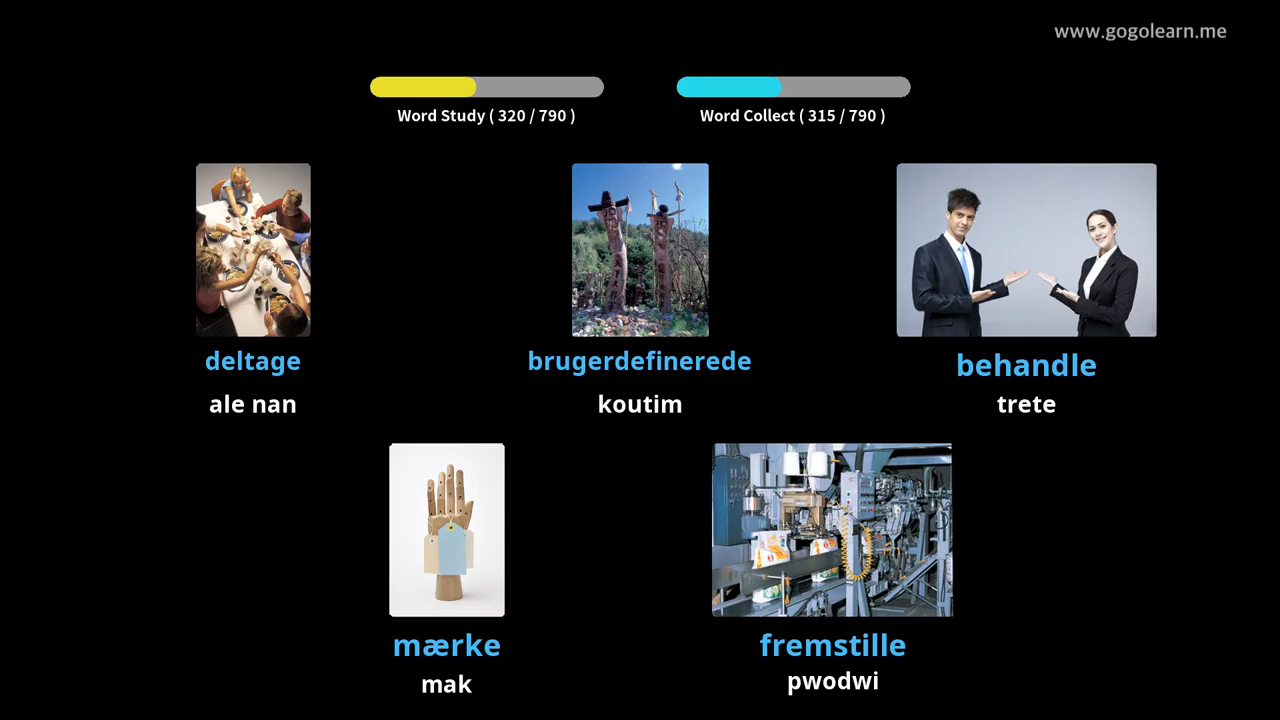 www.gogolearn.me
Word Study ( 320 / 790 )
Word Collect ( 315 / 790 )
deltage
ale nan
brugerdefinerede
koutim
behandle
trete
mærke
mak
fremstille
pwodwi